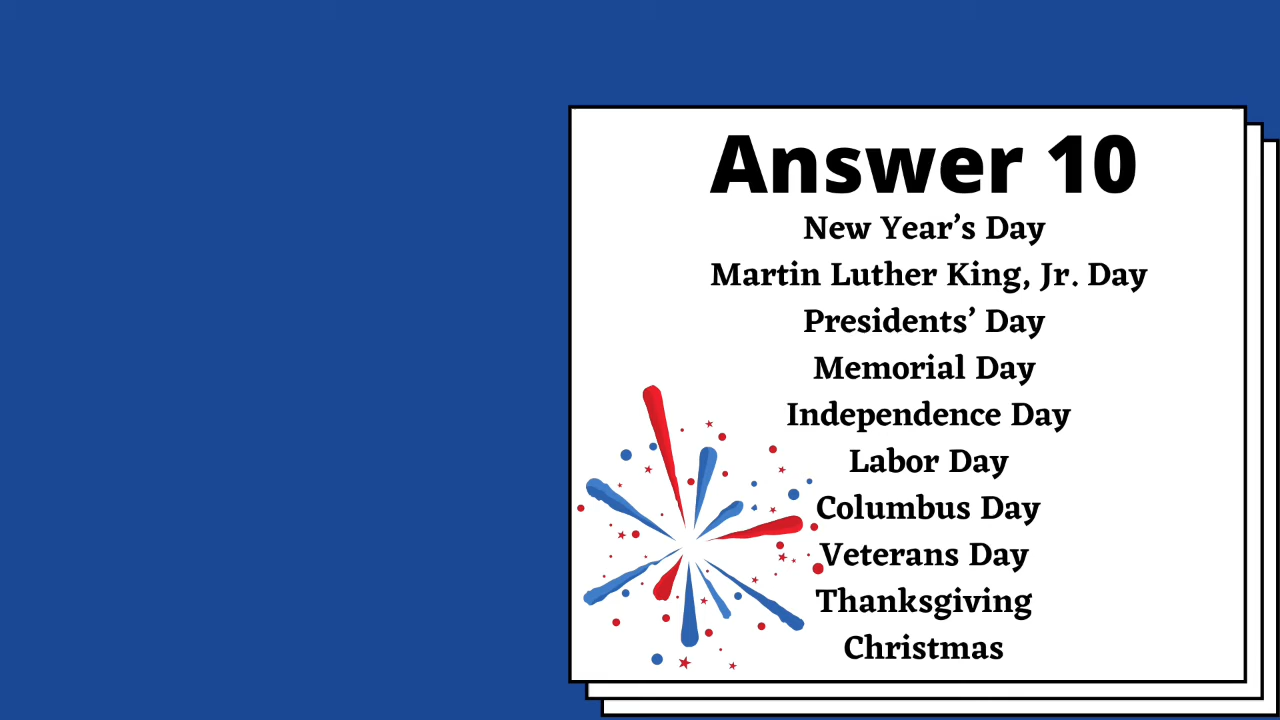 Answer 10
New Year’s Day
Martin Luther King, Jr. Day
Presidents’ Day
Memorial Day
Independence Day
Labor Day
Columbus Day
Veterans Day
Thanksgiving
Christmas